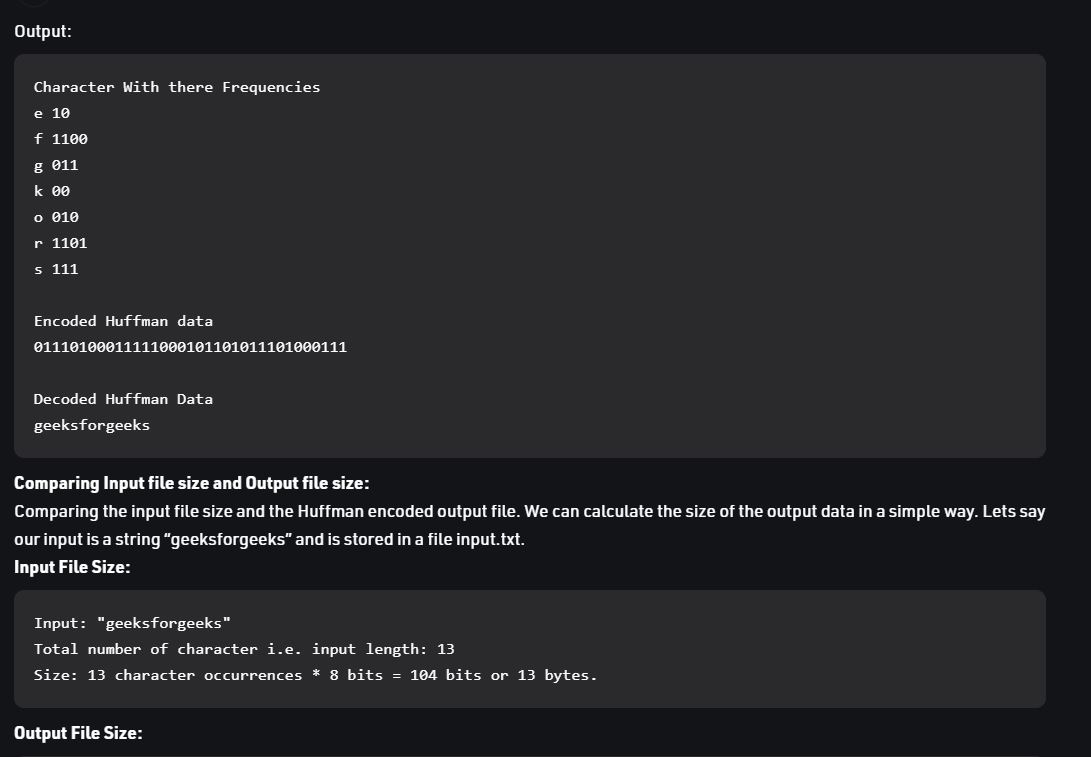 Output:
Character With there Frequencies
e 10
f 1100
g 011
k 00
o 010
r 1101
s 111
Encoded Huffman data
01110100011111000101101011101000111
Decoded Huffman Data
geeksforgeeks
Comparing Input file size and Output file size:
Comparing the input file size and the Huffman encoded output file. We can calculate the size of the output data in a simple way. Lets say
our input is a string “geeksforgeeks” and is stored in a file input.txt.
Input File Size:
Input: "geeksforgeeks"
Total number of character i.e. input length: 13
Size: 13 character occurrences * 8 bits = 104 bits or 13 bytes.
Output File Size: